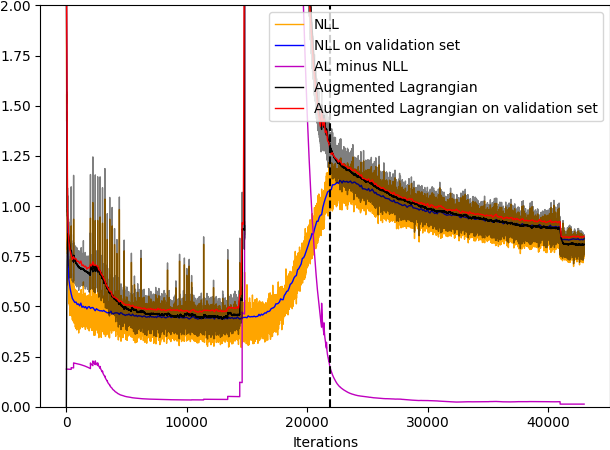 2.00
1.75
1.50
1.25
1.00
0.75
0.50
0.25
0.00
NLL
NLL on validation set
AL minus NLL
Augmented Lagrangian
Augmented Lagrangian on validation set
0
10000
20000
30000
40000
Iterations